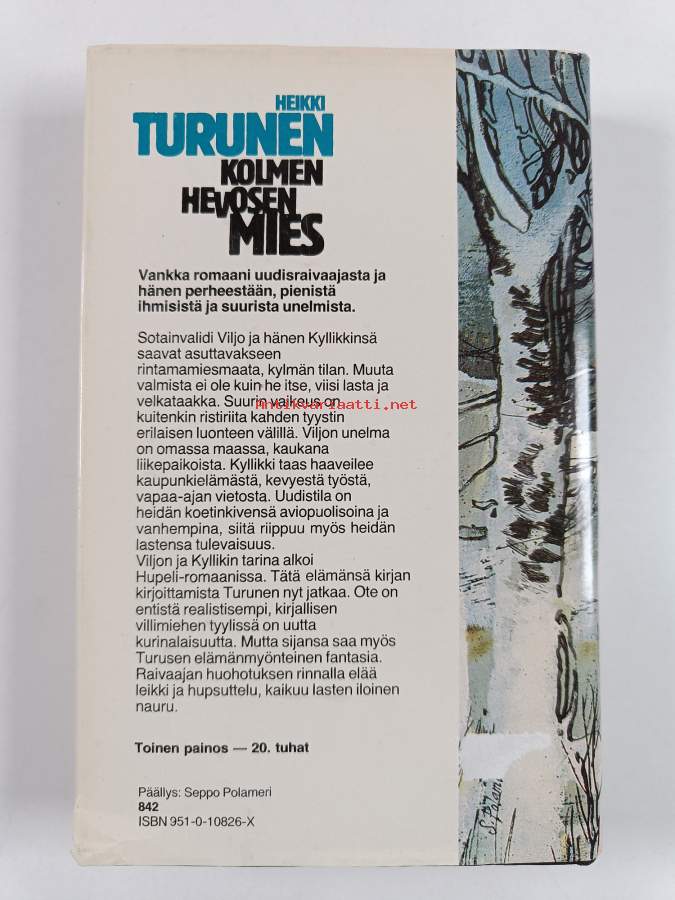 HEIKKI
TURUNEN
KOLMEN
HEVOSEN
MIES
Vankka romaani uudisraivaajasta ja
hänen perheestään, pienistä
ihmisistä ja suurista unelmista.
Sotainvalidi Viljo ja hänen Kyllikkinsä
saavat asuttavakseen
rintamamiesmaata, kylmän tilan. Muuta
valmista ei ole kuin he itse, viisi lasta ja
velkataakka. Suurin vaikeus on
antikvariaatti.net
kuitenkin ristiriita kahden tyystin
erilaisen luonteen välillä. Viljon unelma
on omassa maassa, kaukana
liikepaikoista. Kyllikki taas haaveilee
kaupunkielämästä, kevyestä työstä,
vapaa-ajan vietosta. Uudistila on
heidän koetinkivensä aviopuolisoina ja
vanhempina, siitä riippuu myös heidän
lastensa tulevaisuus.
Viljon ja Kyllikin tarina alkoi
Hupeli-romaanissa. Tätä elämänsä kirjan
kirjoittamista Turunen nyt jatkaa. Ote on
entistä realistisempi, kirjallisen
villimiehen tyylissä on uutta
kurinalaisuutta. Mutta sijansa saa myös
Turusen elämänmyönteinen fantasia.
Raivaajan huohotuksen rinnalla elää
leikki ja hupsuttelu, kaikuu lasten iloinen
nauru.
Toinen painos — 20. tuhat
Päällys: Seppo Polameri
842
ISBN 951-0-10826-X